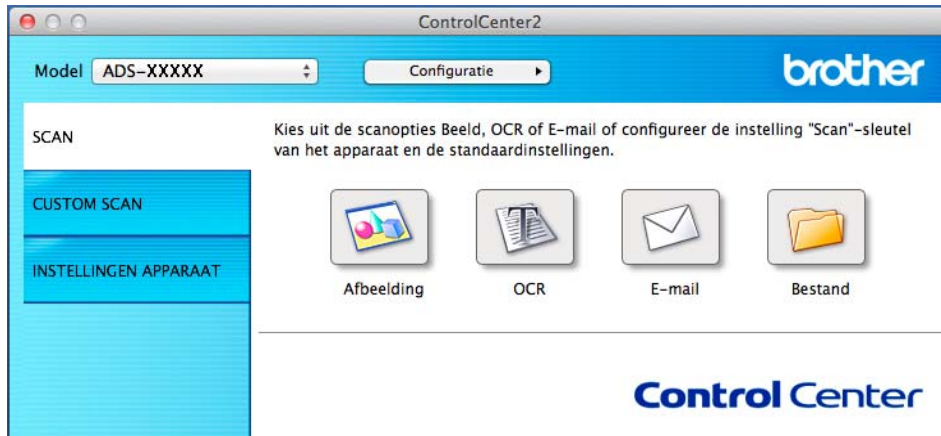 ControlCenter2
Model ADS-XXXXX Configuratie brother
SCAN
CUSTOM SCAN
INSTELLINGEN APPARAAT
Kies uit de scanopties Beeld, OCR of E-mail of configureer de instelling "Scan"-sleutel
van het apparaat en de standaardinstellingen.
Afbeelding OCR E-mail Bestand
Control Center